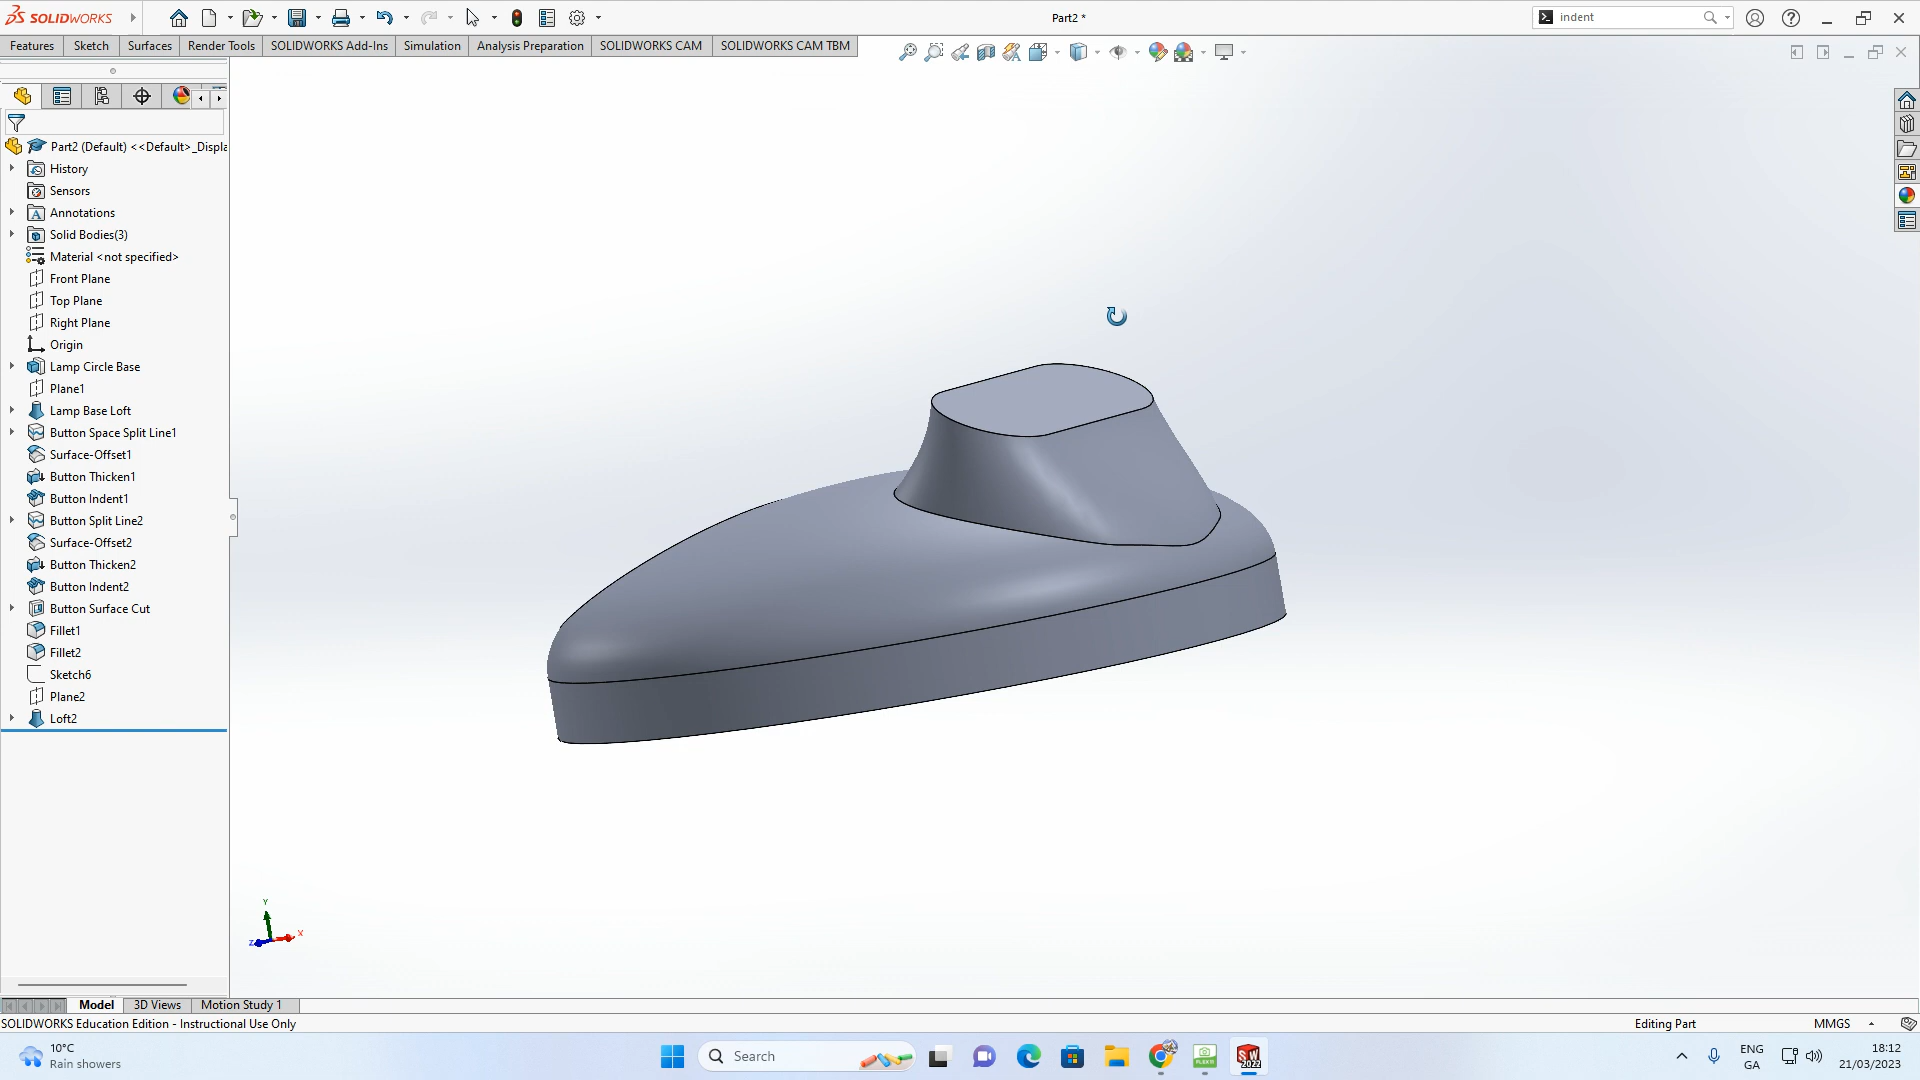 SOLIDWORKS
Part2 *
indent
Features
Sketch
Surfaces
Render Tools
SOLIDWORKS Add-Ins
Simulation
Analysis Preparation
SOLIDWORKS CAM
SOLIDWORKS CAM TBM
Part2 (Default) <<Default>_Displa
History
Sensors
Annotations
Solid Bodies(3)
Material <not specified>
Front Plane
Top Plane
Right Plane
Origin
Lamp Circle Base
Plane1
Lamp Base Loft
Button Space Split Line1
Surface-Offset1
Button Thicken1
Button Indent1
Button Split Line2
Surface-Offset2
Button Thicken2
Button Indent2
Button Surface Cut
Fillet1
Fillet2
Sketch6
Plane2
Loft2
Y
X
Z
Model
3D Views
Motion Study 1
SOLIDWORKS Education Edition - Instructional Use Only
Editing Part
MMGS
10°C
Rain showers
Search
SW
2022
ENG
GA
18:12
21/03/2023